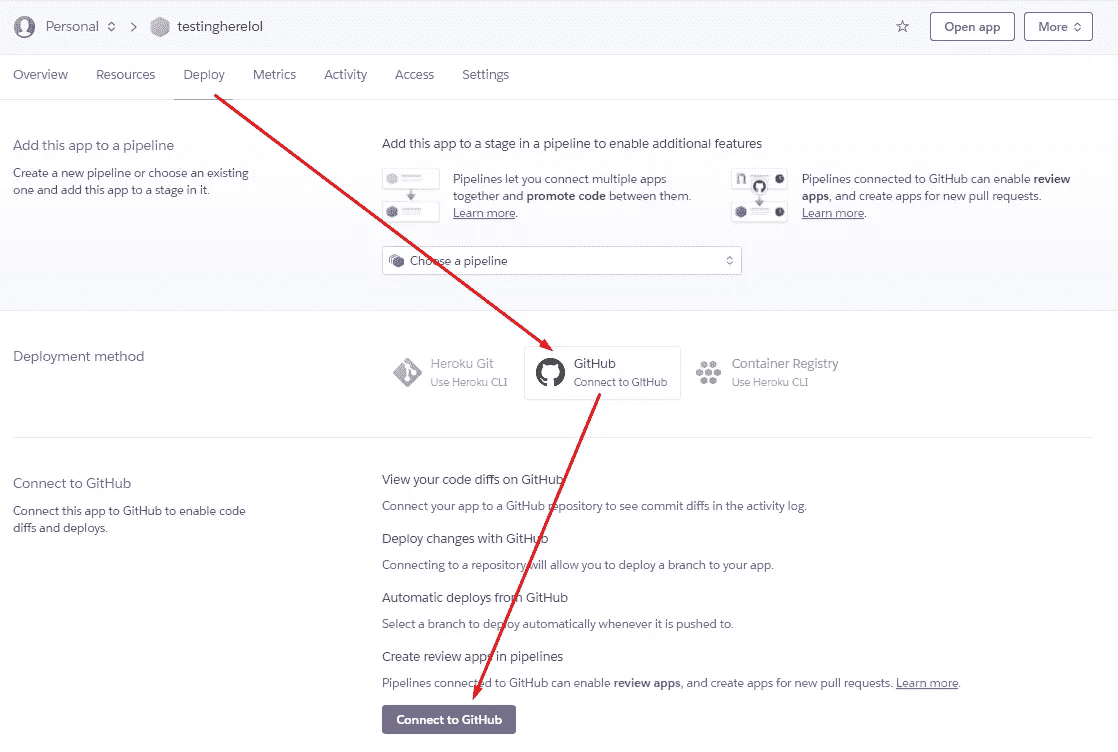 Personal
testingherelol
Open app
More
Overview
Resources
Deploy
Metrics
Activity
Access
Settings
Add this app to a pipeline
Create a new pipeline or choose an existing
one and add this app to a stage in it.
Add this app to a stage in a pipeline to enable additional features
Pipelines let you connect multiple apps
together and promote code between them.
Learn more.
Pipelines connected to GitHub can enable review
apps, and create apps for new pull requests.
Learn more.
Choose a pipeline
Deployment method
Heroku Git
Use Heroku CLI
GitHub
Connect to GitHub
Container Registry
Use Heroku CLI
Connect to GitHub
Connect this app to GitHub to enable code
diffs and deploys.
View your code diffs on GitHub
Connect your app to a GitHub repository to see commit diffs in the activity log.
Deploy changes with GitHub
Connecting to a repository will allow you to deploy a branch to your app.
Automatic deploys from GitHub
Select a branch to deploy automatically whenever it is pushed to.
Create review apps in pipelines
Pipelines connected to GitHub can enable review apps, and create apps for new pull requests. Learn more.
Connect to GitHub